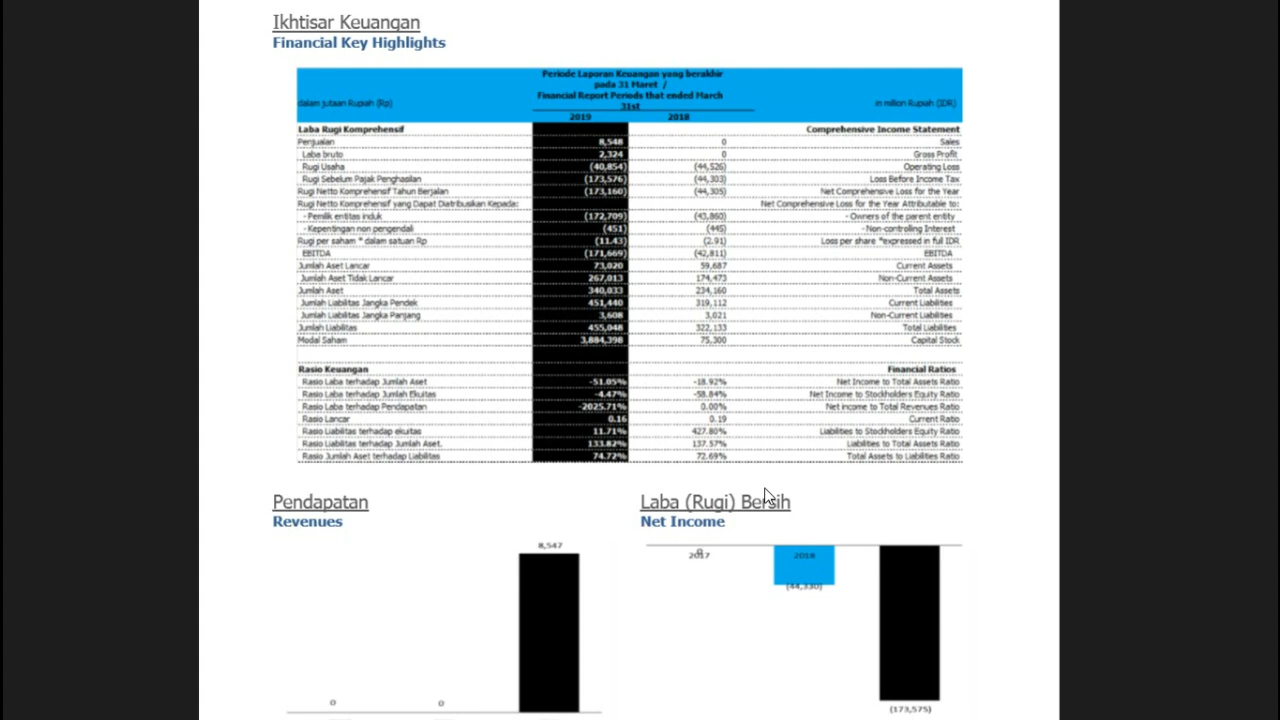 Ikhtisar Keuangan
Financial Key Highlights
Periode Laporan Keuangan yang berakhir
pada 31 Maret /
Financial Report Periods that ended March
31st
dalam jutaan Rupiah (Rp) in million Rupiah (IDR)
2019 2018
Laba Rugi Komprehensif Comprehensive Income Statement
Penjualan 8,548 0 Sales
Laba bruto 2,324 0 Gross Profit
Rugi Usaha (40,854) (44,526) Operating Loss
Rugi Sebelum Pajak Penghasilan (173,576) (44,303) Loss Before Income Tax
Rugi Netto Komprehensif Tahun Berjalan (173,160) (44,305) Net Comprehensive Loss for the Year
Rugi Netto Komprehensif yang Dapat Diatribusikan Kepada: Net Comprehensive Loss for the Year Attributable to:
- Pemilik entitas induk (172,709) (43,860) - Owners of the parent entity
- Kepentingan non pengendali (451) (445) - Non-controlling Interest
Rugi per saham * dalam satuan Rp (11.43) (2.91) Loss per share *expressed in full IDR
EBITDA (171,669) (42,811) EBITDA
Jumlah Aset Lancar 73,020 59,687 Current Assets
Jumlah Aset Tidak Lancar 267,013 174,473 Non-Current Assets
Jumlah Aset 340,033 234,160 Total Assets
Jumlah Liabilitas Jangka Pendek 451,440 319,112 Current Liabilities
Jumlah Liabilitas Jangka Panjang 3,608 3,021 Non-Current Liabilities
Jumlah Liabilitas 455,048 322,133 Total Liabilities
Modal Saham 3,884,398 75,300 Capital Stock
Rasio Keuangan Financial Ratios
Rasio Laba terhadap Jumlah Aset -51.05% -18.92% Net Income to Total Assets Ratio
Rasio Laba terhadap Jumlah Ekuitas -4.47% -58.84% Net Income to Stockholders Equity Ratio
Rasio Laba terhadap Pendapatan -2025.71% 0.00% Net income to Total Revenues Ratio
Rasio Lancar 0.16 0.19 Current Ratio
Rasio Liabilitas terhadap ekuitas 11.71% 427.80% Liabilities to Stockholders Equity Ratio
Rasio Liabilitas terhadap Jumlah Aset. 133.82% 137.57% Liabilities to Total Assets Ratio
Rasio Jumlah Aset terhadap Liabilitas 74.72% 72.69% Total Assets to Liabilities Ratio
Pendapatan
Revenues
8,547
0 0
Laba (Rugi) Bersih
Net Income
0
2017 2018
(44,330)
(173,575)